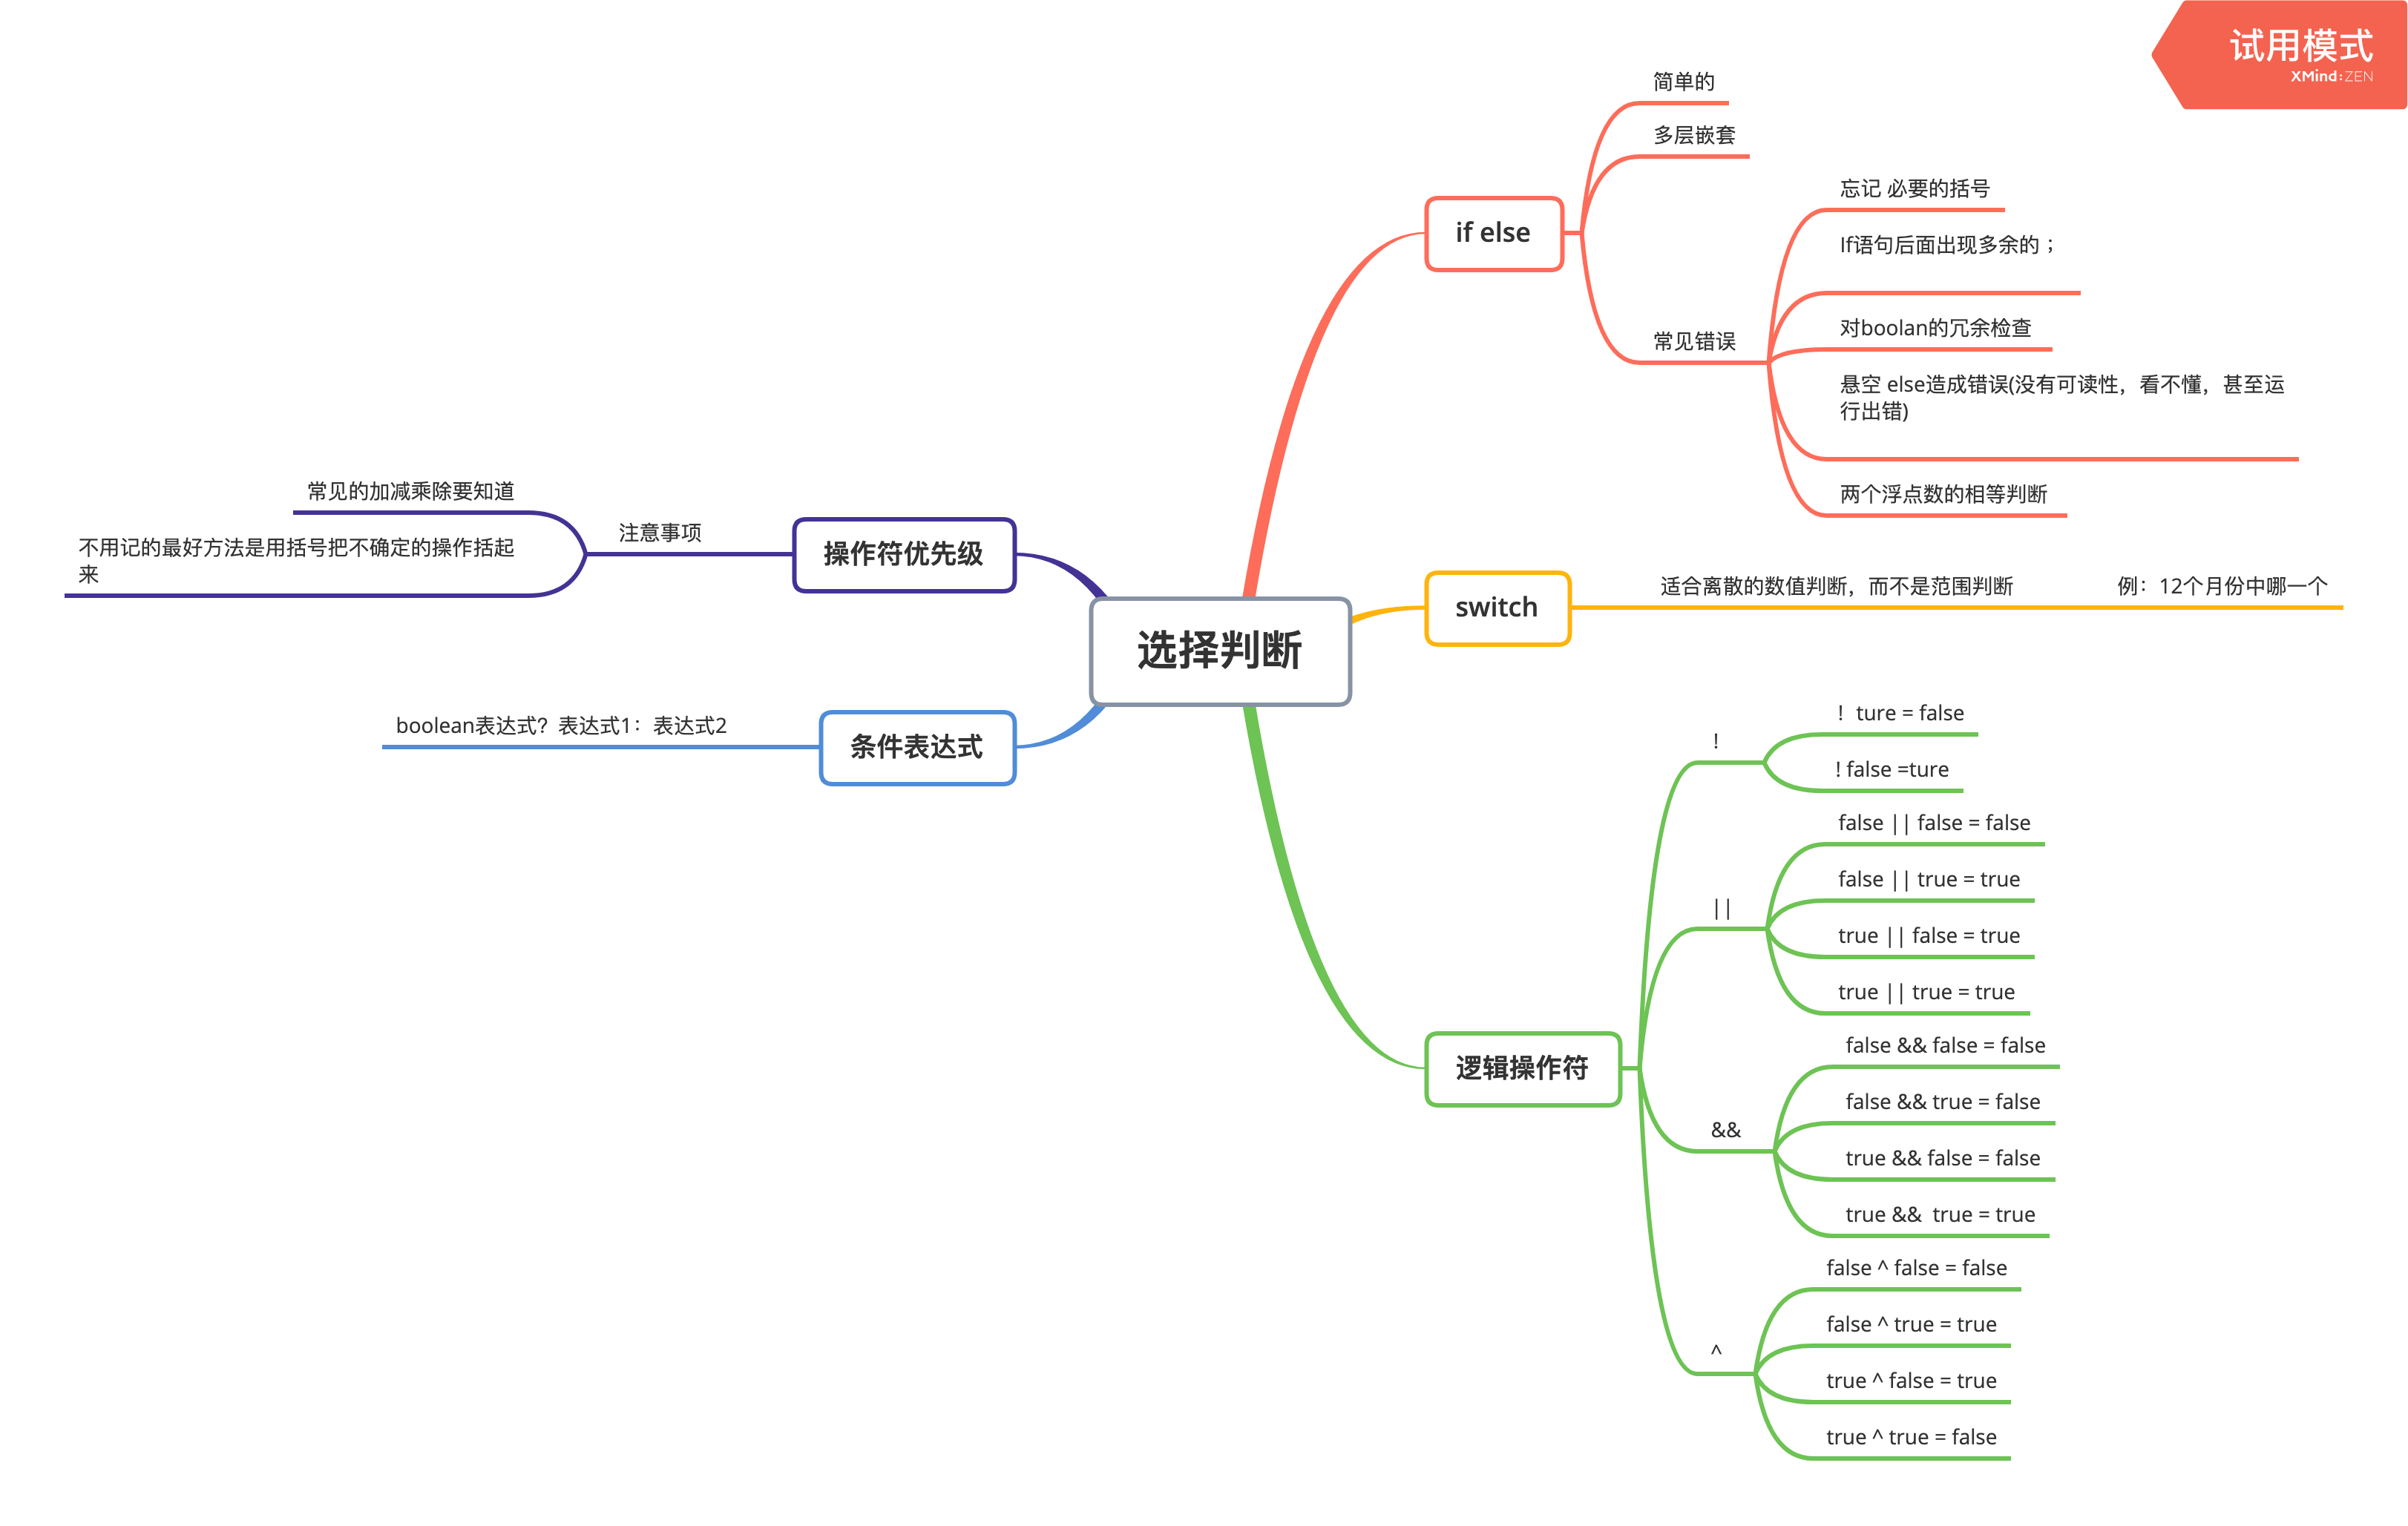 试用模式
XMind:ZEN
选择判断
if else
简单的
多层嵌套
常见错误
忘记 必要的括号
If语句后面出现多余的；
对boolan的冗余检查
悬空 else造成错误(没有可读性，看不懂，甚至运
行出错)
两个浮点数的相等判断
switch
适合离散的数值判断，而不是范围判断
例：12个月份中哪一个
逻辑操作符
!
！ ture = false
! false =ture
||
false || false = false
false || true = true
true || false = true
true || true = true
&&
false && false = false
false && true = false
true && false = false
true &&  true = true
^
false ^ false = false
false ^ true = true
true ^ false = true
true ^ true = false
操作符优先级
注意事项
常见的加减乘除要知道
不用记的最好方法是用括号把不确定的操作括起
来
条件表达式
boolean表达式？表达式1：表达式2